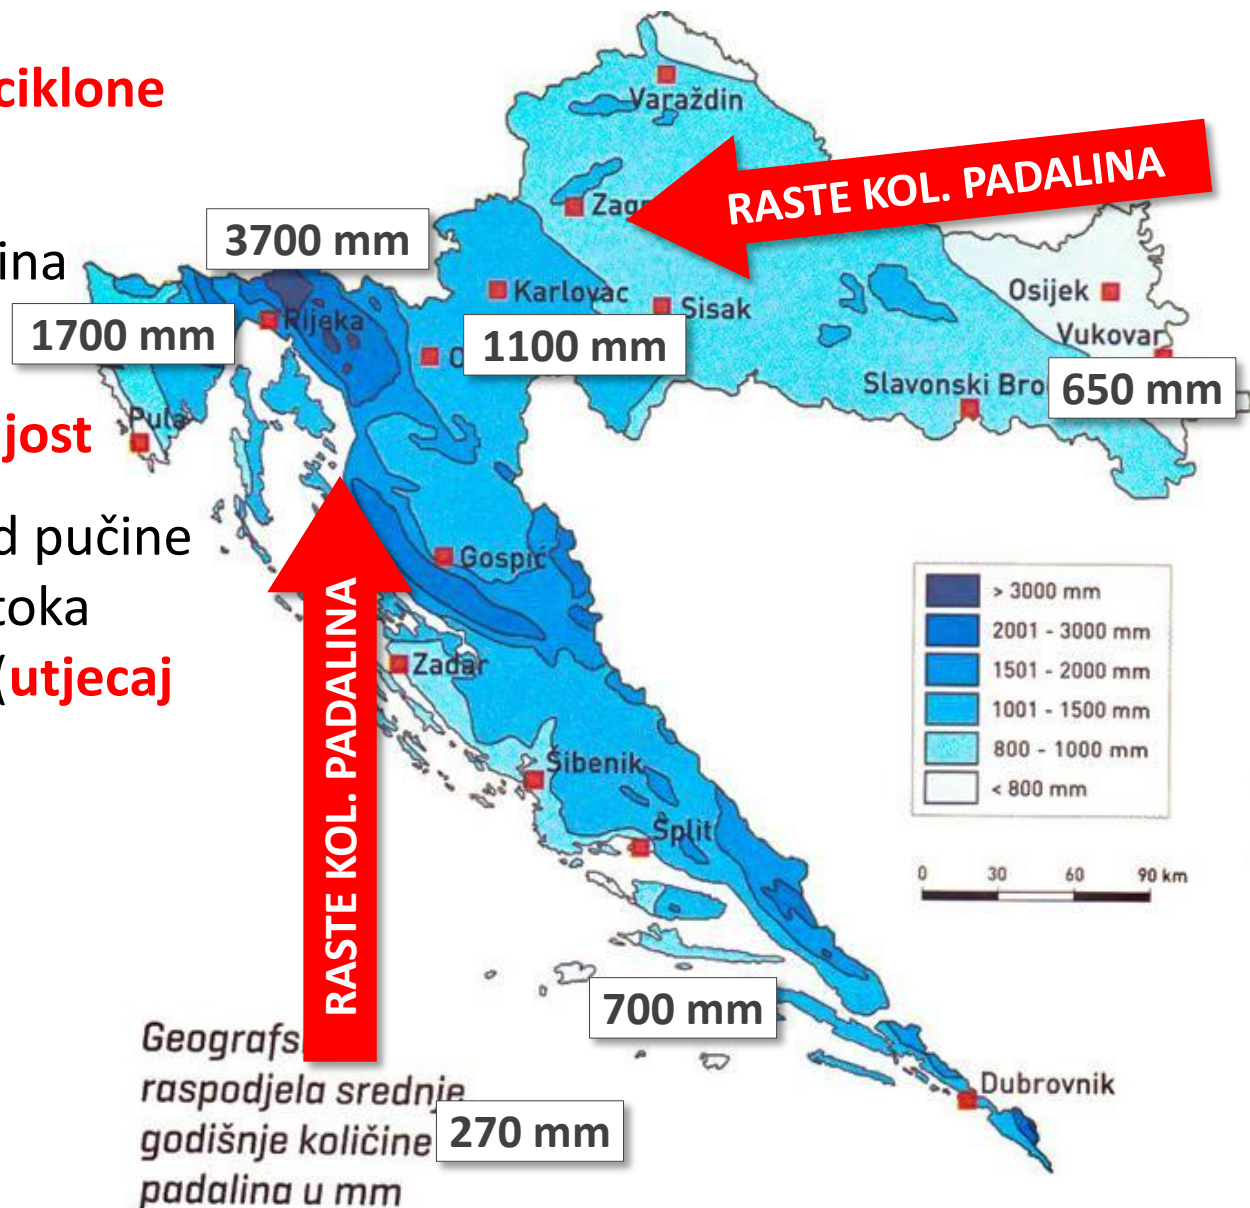 ciklone
ina
jost
d pučine
toka
(utjecaj
3700 mm
1700 mm
1100 mm
650 mm
700 mm
270 mm
RASTE KOL. PADALINA
RASTE KOL. PADALINA
Varaždin
Zagr
Karlovac
Sisak
Osijek
Vukovar
Slavonski Bro
Rijeka
O
Pula
Gospić
Zadar
Šibenik
Split
Dubrovnik
> 3000 mm
2001 - 3000 mm
1501 - 2000 mm
1001 - 1500 mm
800 - 1000 mm
< 800 mm
0 30 60 90 km
Geografs
raspodjela srednje
godišnje količine
padalina u mm